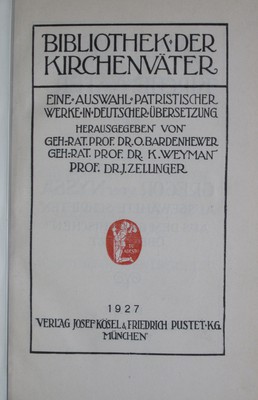 BIBLIOTHEK·DER
KIRCHENVÄTER
EINE·AUSWAHL·PATRISTISCHER
WERKE·IN·DEUTSCHER·ÜBERSETZUNG
HERAUSGEGEBEN VON
GEH:RAT.PROF.DR.O.BARDENHEWER
GEH:RAT.PROF.DR K.WEYMAN
PROF DR.J.ZELLINGER
1927
VERLAG JOSEF KÖSEL & FRIEDRICH PUSTET·K.G.
MÜNCHEN